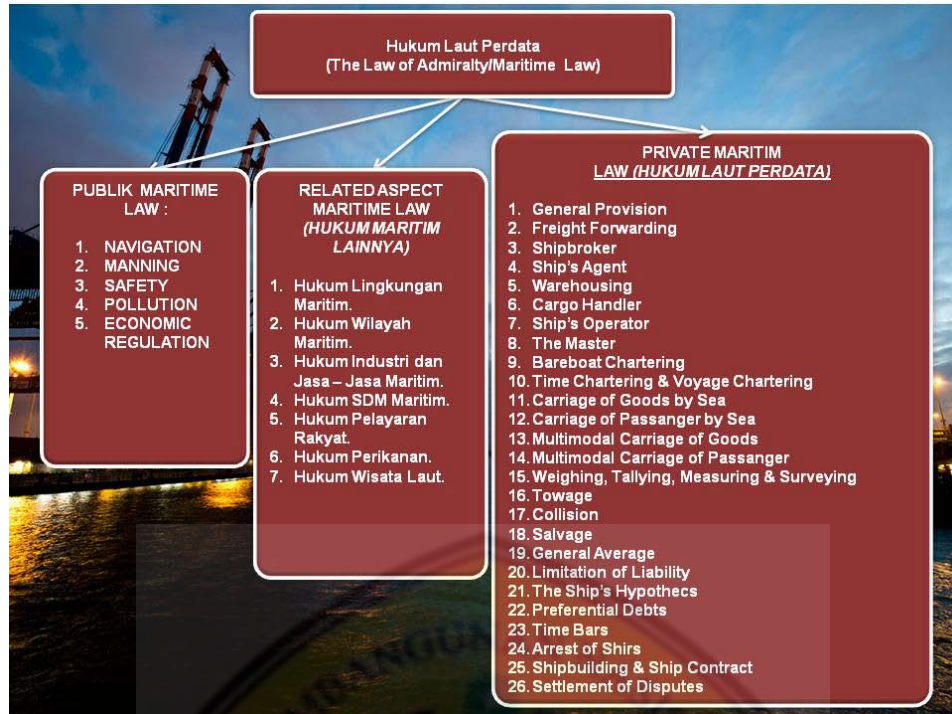 Hukum Laut Perdata
(The Law of Admiralty/Maritime Law)
PUBLIK MARITIME
LAW :
1. NAVIGATION
2. MANNING
3. SAFETY
4. POLLUTION
5. ECONOMIC
REGULATION
RELATED ASPECT
MARITIME LAW
(HUKUM MARITIM
LAINNYA)
1. Hukum Lingkungan
Maritim.
2. Hukum Wilayah
Maritim.
3. Hukum Industri dan
Jasa – Jasa Maritim.
4. Hukum SDM Maritim.
5. Hukum Pelayaran
Rakyat.
6. Hukum Perikanan.
7. Hukum Wisata Laut.
PRIVATE MARITIM
LAW (HUKUM LAUT PERDATA)
1. General Provision
2. Freight Forwarding
3. Shipbroker
4. Ship's Agent
5. Warehousing
6. Cargo Handler
7. Ship's Operator
8. The Master
9. Bareboat Chartering
10. Time Chartering & Voyage Chartering
11. Carriage of Goods by Sea
12. Carriage of Passanger by Sea
13. Multimodal Carriage of Goods
14. Multimodal Carriage of Passanger
15. Weighing, Tallying, Measuring & Surveying
16. Towage
17. Collision
18. Salvage
19. General Average
20. Limitation of Liability
21. The Ship's Hypothecs
22. Preferential Debts
23. Time Bars
24. Arrest of Shirs
25. Shipbuilding & Ship Contract
26. Settlement of Disputes